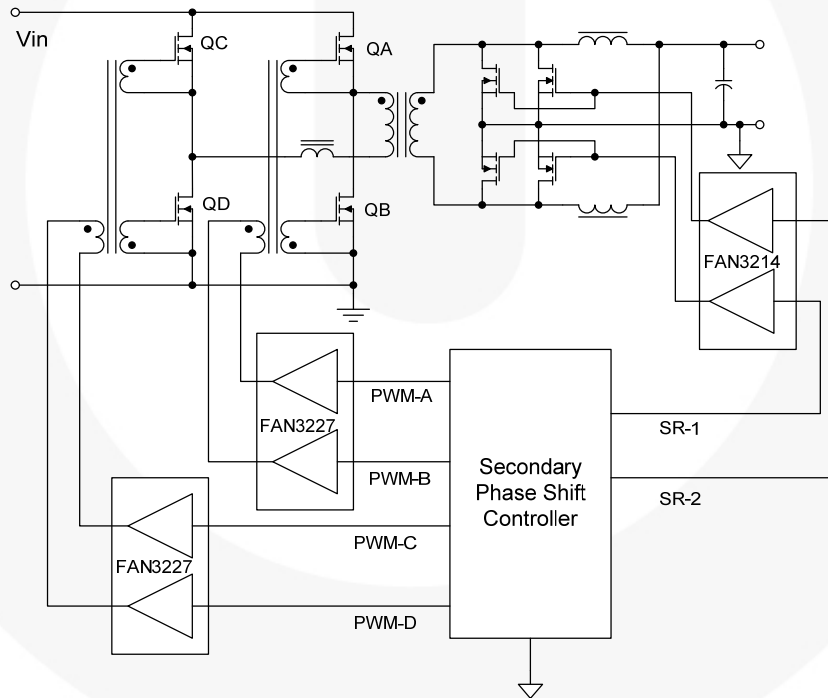 Vin
QC
QA
QD
QB
FAN3214
PWM-A
FAN3227
PWM-B
SR-1
Secondary
Phase Shift
Controller
SR-2
PWM-C
FAN3227
PWM-D